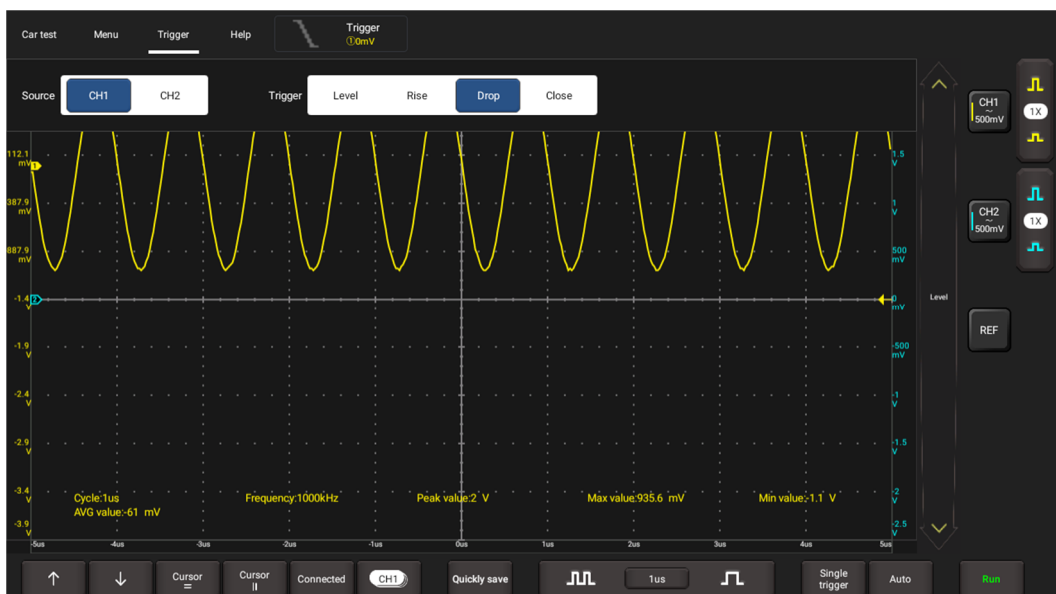 Car test
Menu
Trigger
Help
Trigger
①0mV
Source
CH1
CH2
Trigger
Level
Rise
Drop
Close
CH1
~
500mV
1X
CH2
~
500mV
1X
REF
Level
112.1
mV
1
387.9
mV
887.9
mV
-1.4
V
2
-1.9
V
-2.4
V
-2.9
V
-3.4
V
-3.9
V
1.5
V
1
V
500
mV
0
mV
-500
mV
-1
V
-1.5
V
-2
V
-2.5
V
Cycle:1us
Frequency:1000kHz
Peak value:2 V
Max value:935.6 mV
Min value:-1.1 V
AVG value:-61 mV
-5us
-4us
-3us
-2us
-1us
0us
1us
2us
3us
4us
5us
Cursor
=
Cursor
||
Connected
CH1
Quickly save
1us
Single
trigger
Auto
Run